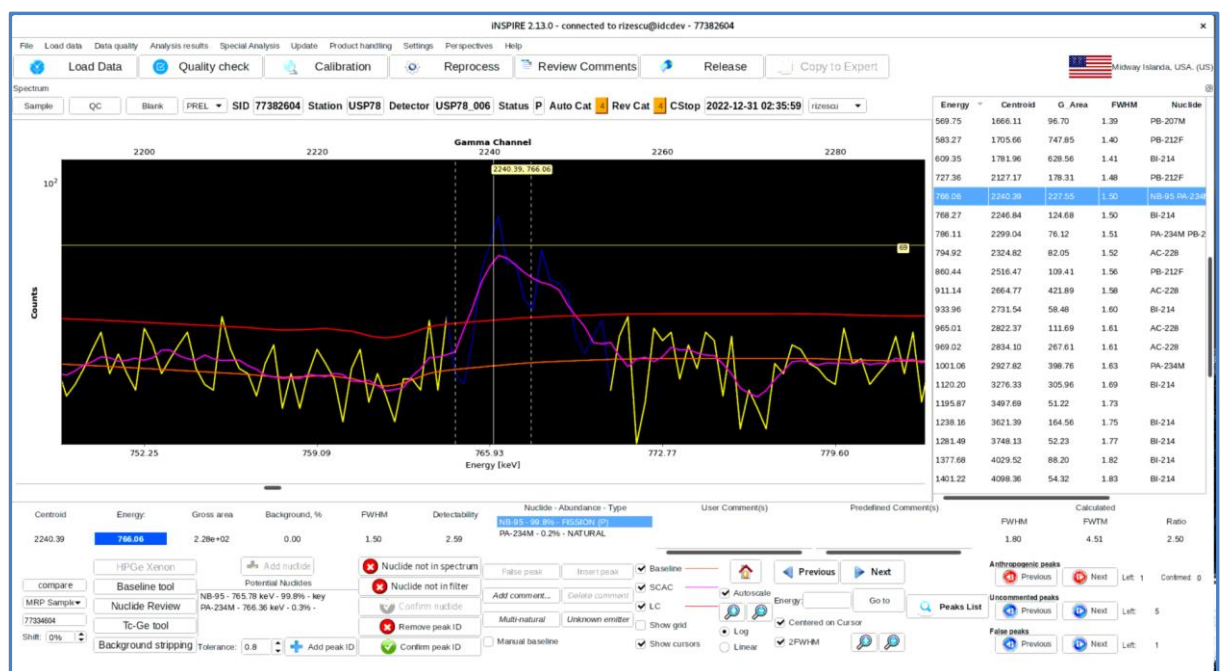 iNSPIRE 2.13.0 - connected to rizescu@idcdev - 77382604 ×
File Load data Data quality Analysis results Special Analysis Update Product handling Settings Perspectives Help
Load Data Quality check Calibration Reprocess Review Comments Release Copy to Expert Midway Islanda, USA. (US)
Spectrum
Sample QC Blank PREL SID 77382604 Station USP78 Detector USP78_006 Status P Auto Cat 4 Rev Cat 4 CStop 2022-12-31 02:35:59 rizescu
Gamma Channel
2200 2220 2240 2260 2280
2240.39, 766.06
10²
69
Counts
752.25 759.09 765.93 772.77 779.60
Energy [keV]
Energy Centroid G_Area FWHM Nuclide
569.75 1666.11 96.70 1.39 PB-207M
583.27 1705.66 747.85 1.40 PB-212F
609.35 1781.96 628.56 1.41 BI-214
727.36 2127.17 178.31 1.48 PB-212F
766.06 2240.39 227.55 1.50 NB-95 PA-234
768.27 2246.84 124.68 1.50 BI-214
786.11 2299.04 76.12 1.51 PA-234M PB-2
794.92 2324.82 82.05 1.52 AC-228
860.44 2516.47 109.41 1.56 PB-212F
911.14 2664.77 421.89 1.58 AC-228
933.96 2731.54 58.48 1.60 BI-214
965.01 2822.37 111.69 1.61 AC-228
969.02 2834.10 267.61 1.61 AC-228
1001.06 2927.82 398.76 1.63 PA-234M
1120.20 3276.33 305.96 1.69 BI-214
1195.87 3497.69 51.22 1.73
1238.16 3621.39 164.56 1.75 BI-214
1281.49 3748.13 52.23 1.77 BI-214
1377.68 4029.52 88.20 1.82 BI-214
1401.22 4098.36 54.32 1.83 BI-214
Centroid Energy: Gross area Background, % FWHM Detectability
2240.39 766.06 2.28e+02 0.00 1.50 2.59
Nuclide - Abundance - Type
NB-95 - 99.8% - FISSION (P)
PA-234M - 0.2% - NATURAL
User Comment(s) Predefined Comment(s)
Calculated
FWHM FWTM Ratio
1.80 4.51 2.50
compare
MRP Sample
77334604
Shift: 0%
HPGe Xenon
Baseline tool
Nuclide Review
Tc-Ge tool
Background stripping
Add nuclide
Potential Nuclides
NB-95 - 765.78 keV - 99.8% - key
PA-234M - 766.36 keV - 0.3% -
Tolerance: 0.8 Add peak ID
Nuclide not in spectrum
Nuclide not in filter
Confirm nuclide
Remove peak ID
Confirm peak ID
False peak Insert peak
Add comment... Delete comment
Multi-natural Unknown emitter
Manual baseline
Baseline
SCAC
LC
Show grid
Show cursors
Autoscale
Log
Linear
Previous Next
Energy: Go to
Centered on Cursor
2FWHM
Peaks List
Anthropogenic peaks
Previous Next Left: 1 Confirmed: 0
Uncommented Peaks
Previous Next Left: 5
False peaks
Previous Next Left: 1